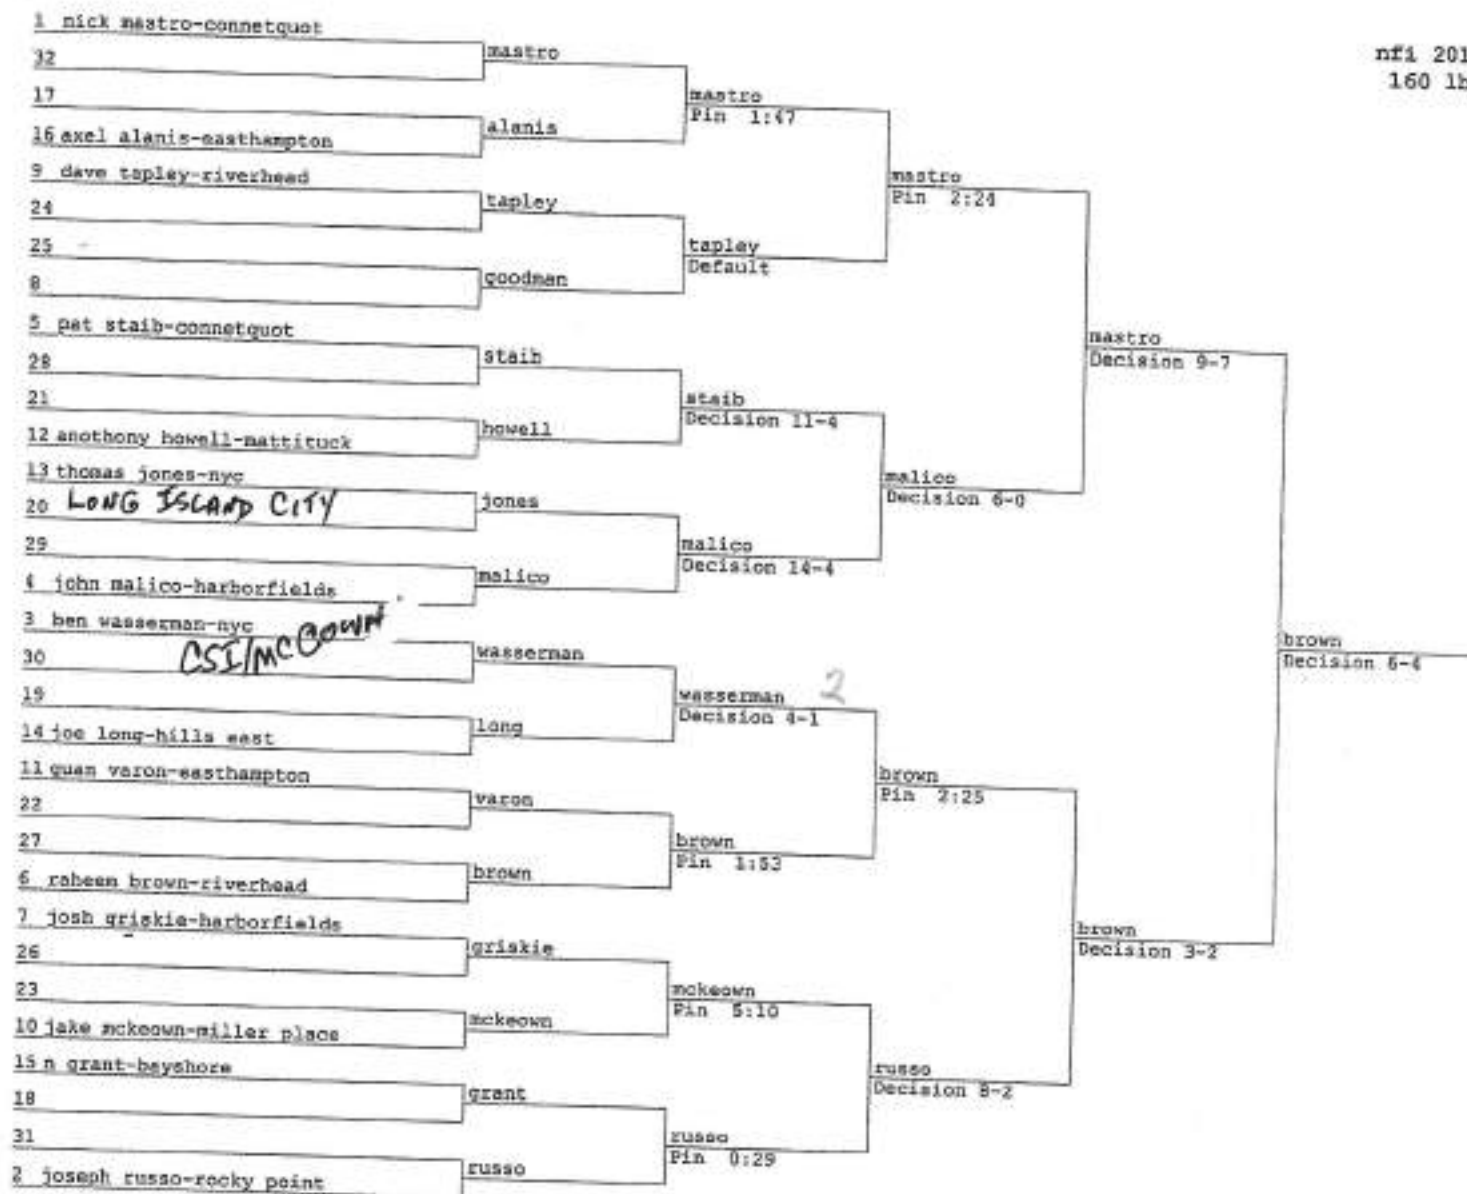 nfi 201
160 lb
1 nick mastro-connetquot
32
17
16 axel alanis-easthampton
9 dave tapley-riverhead
24
25
8
5 pat staib-connetquot
28
21
12 anothony howell-mattituck
13 thomas jones-nyc
20 LONG ISLAND CITY
29
4 john malico-harborfields
3 ben wasserman-nyc
CSI/MCCOWN
30
19
14 joe long-hills east
11 quan varon-easthampton
22
27
6 raheem brown-riverhead
7 josh griskie-harborfields
26
23
10 jake mckeown-miller place
15 n grant-bayshore
18
31
2 joseph russo-rocky point
mastro
alanis
tapley
goodman
staib
howell
jones
malico
wasserman
long
varon
brown
griskie
mckeown
grant
russo
mastro
Pin 1:47
tapley
Default
staib
Decision 11-4
malico
Decision 14-4
wasserman 2
Decision 4-1
brown
Pin 1:53
mckeown
Pin 5:10
russo
Pin 0:29
mastro
Pin 2:24
malico
Decision 6-0
brown
Pin 2:25
russo
Decision 8-2
mastro
Decision 9-7
brown
Decision 3-2
brown
Decision 6-4